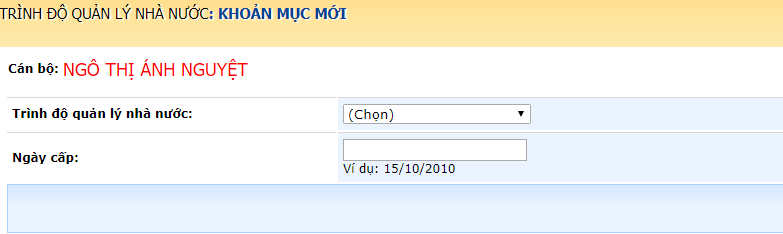 TRÌNH ĐỘ QUẢN LÝ NHÀ NƯỚC: KHOẢN MỤC MỚI
Cán bộ: NGÔ THỊ ÁNH NGUYỆT
Trình độ quản lý nhà nước: (Chọn)
Ngày cấp:
Ví dụ: 15/10/2010